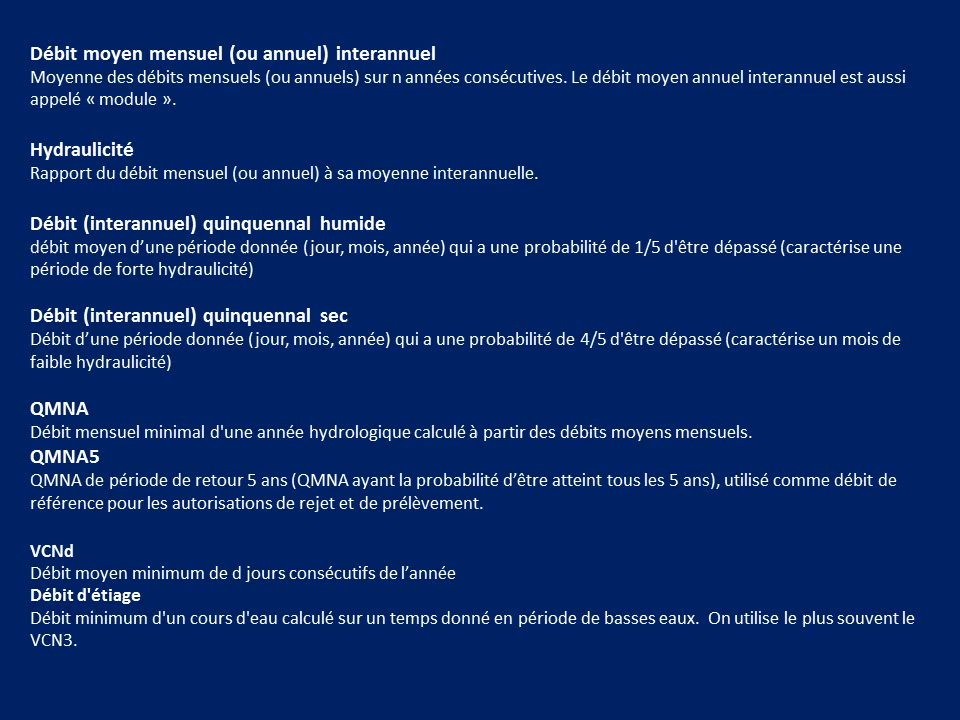 Débit moyen mensuel (ou annuel) interannuel
Moyenne des débits mensuels (ou annuels) sur n années consécutives. Le débit moyen annuel interannuel est aussi
appelé « module ».
Hydraulicité
Rapport du débit mensuel (ou annuel) à sa moyenne interannuelle.
Débit (interannuel) quinquennal humide
débit moyen d’une période donnée (jour, mois, année) qui a une probabilité de 1/5 d'être dépassé (caractérise une
période de forte hydraulicité)
Débit (interannuel) quinquennal sec
Débit d’une période donnée (jour, mois, année) qui a une probabilité de 4/5 d'être dépassé (caractérise un mois de
faible hydraulicité)
QMNA
Débit mensuel minimal d'une année hydrologique calculé à partir des débits moyens mensuels.
QMNA5
QMNA de période de retour 5 ans (QMNA ayant la probabilité d’être atteint tous les 5 ans), utilisé comme débit de
référence pour les autorisations de rejet et de prélèvement.
VCNd
Débit moyen minimum de d jours consécutifs de l’année
Débit d'étiage
Débit minimum d'un cours d'eau calculé sur un temps donné en période de basses eaux. On utilise le plus souvent le
VCN3.